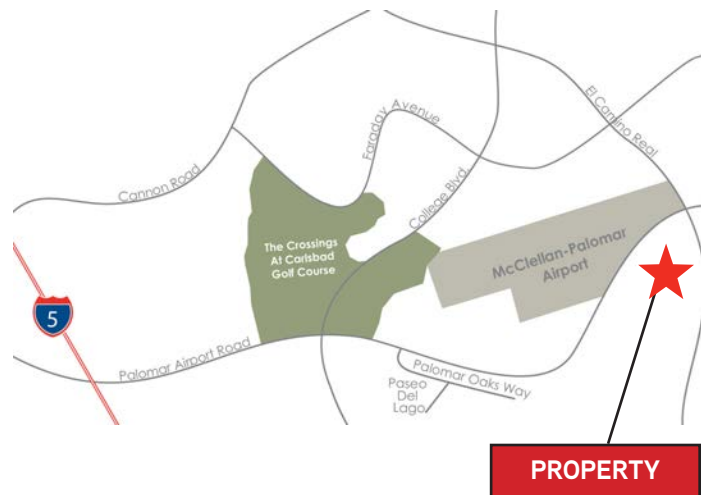 El Camino Real
Faraday Avenue
Cannon Road
College Blvd.
The Crossings
At Carlsbad
Golf Course
McClellan-Palomar
Airport
5
Palomar Airport Road
Palomar Oaks Way
Paseo
Del
Lago
PROPERTY